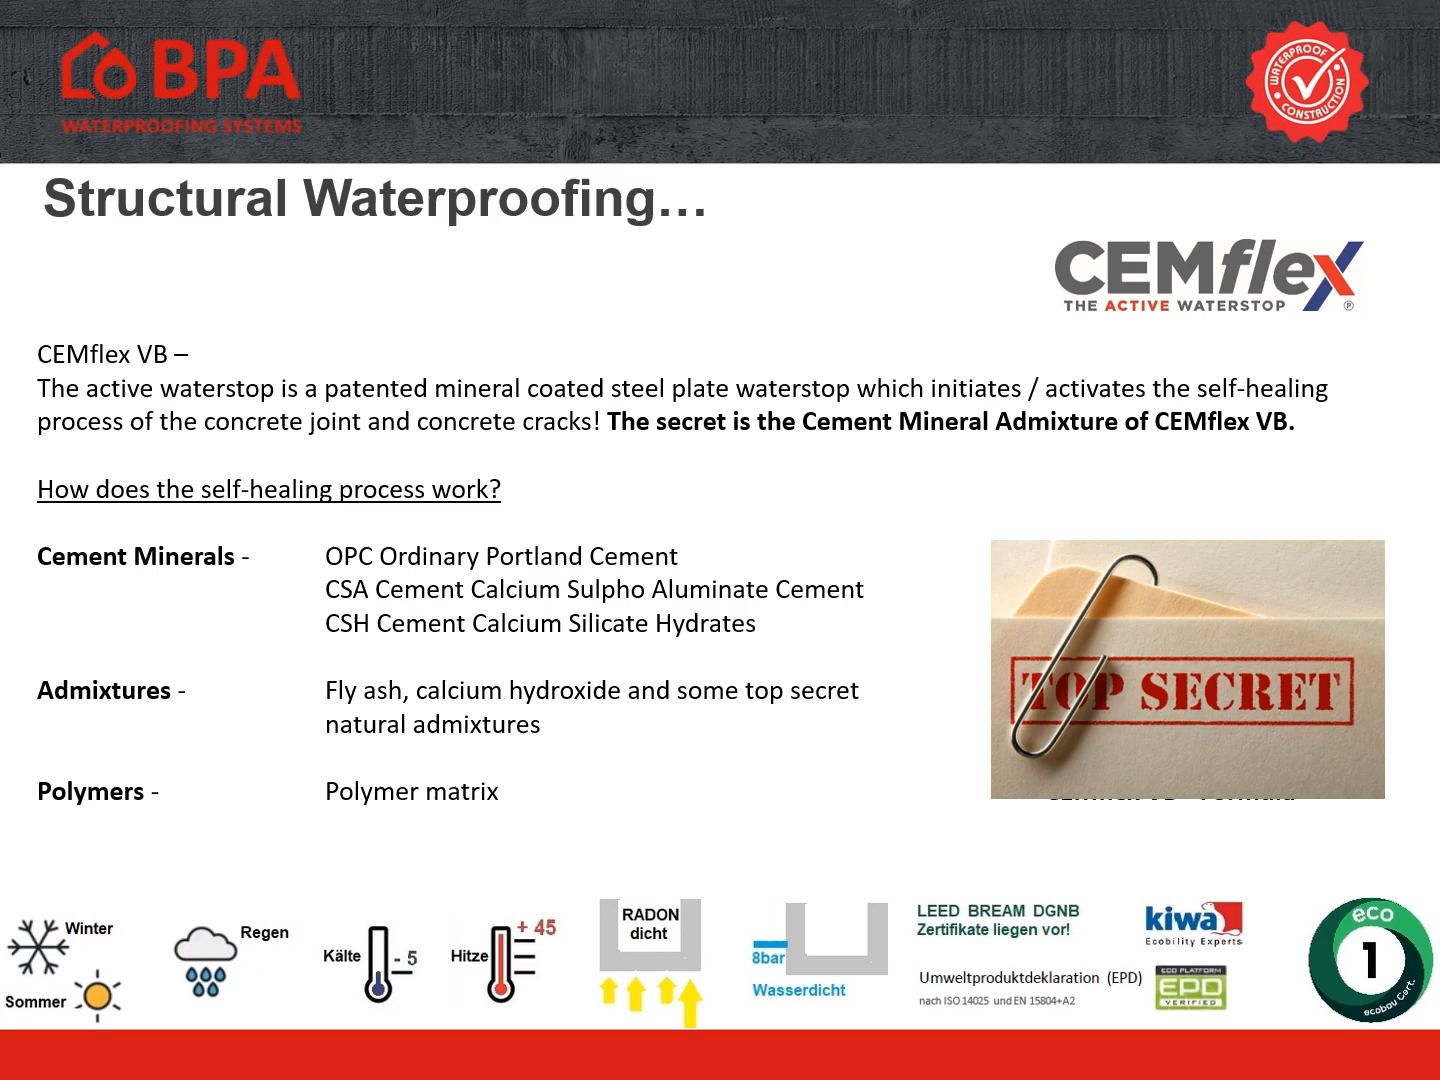 BPA
WATERPROOFING SYSTEMS
WATERPROOF
CONSTRUCTION
Structural Waterproofing…
CEMflex
THE ACTIVE WATERSTOP
CEMflex VB –
The active waterstop is a patented mineral coated steel plate waterstop which initiates / activates the self-healing
process of the concrete joint and concrete cracks! The secret is the Cement Mineral Admixture of CEMflex VB.
How does the self-healing process work?
Cement Minerals - OPC Ordinary Portland Cement
CSA Cement Calcium Sulpho Aluminate Cement
CSH Cement Calcium Silicate Hydrates
Admixtures - Fly ash, calcium hydroxide and some top secret
natural admixtures
TOP SECRET
Polymers - Polymer matrix
Winter
Sommer
Regen
Kälte - 5
Hitze + 45
RADON
dicht
8bar
Wasserdicht
LEED BREAM DGNB
Zertifikate liegen vor!
Umweltproduktdeklaration (EPD)
nach ISO 14025 und EN 15804+A2
kiwa
Ecobility Experts
ECO PLATFORM
EPD
VERIFIED
eco
1
ecobau Cert.